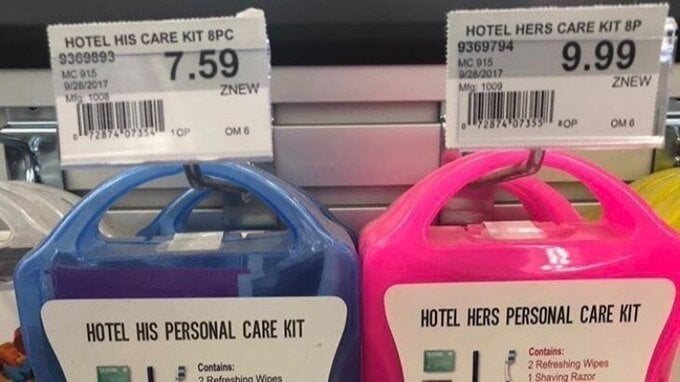 HOTEL HIS CARE KIT 8PC
9369893
MC 915
7.59
9/28/2017
ZNEW
Mfg: 1008
0 72874 07354
1OP
OM 6
HOTEL HERS CARE KIT 8P
9369794
MC 915
9.99
9/28/2017
ZNEW
Mfg: 1009
0 72874 07355
OP
OM 6
HOTEL HIS PERSONAL CARE KIT
Contains:
2 Refreshing Wipes
HOTEL HERS PERSONAL CARE KIT
Contains:
2 Refreshing Wipes
1 Shaving Razor